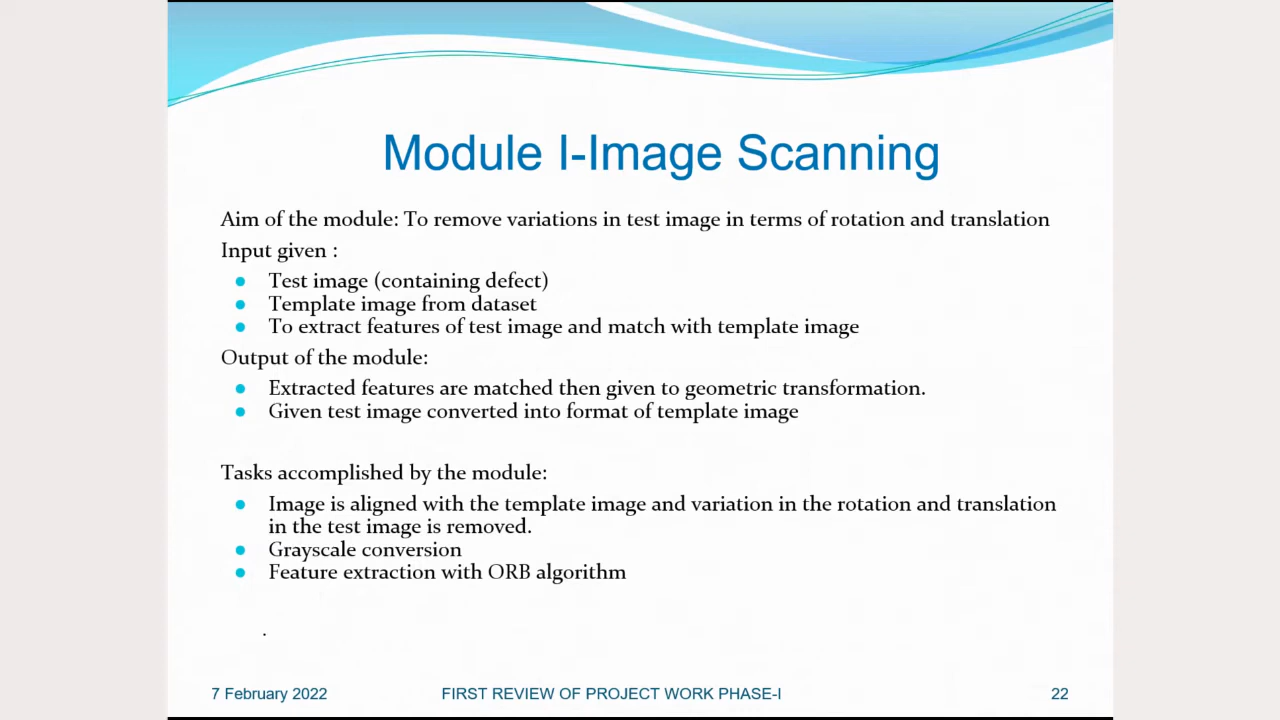 Module I-Image Scanning
Aim of the module: To remove variations in test image in terms of rotation and translation
Input given :
● Test image (containing defect)
● Template image from dataset
● To extract features of test image and match with template image
Output of the module:
● Extracted features are matched then given to geometric transformation.
● Given test image converted into format of template image
Tasks accomplished by the module:
● Image is aligned with the template image and variation in the rotation and translation
in the test image is removed.
● Grayscale conversion
● Feature extraction with ORB algorithm
.
7 February 2022 FIRST REVIEW OF PROJECT WORK PHASE-I 22